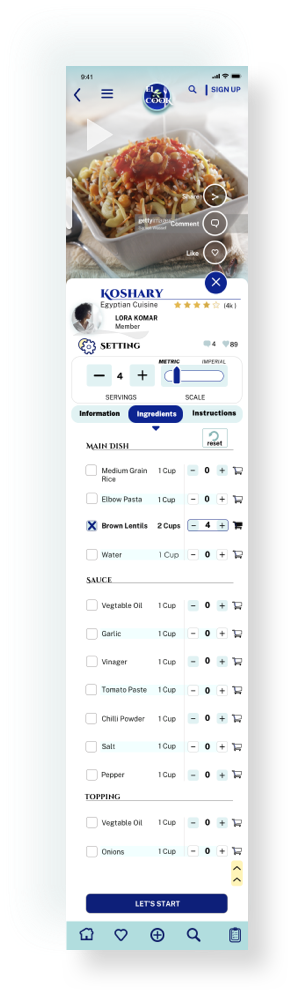 9:41
EL COOK
SIGN UP
Share
gettyimages
Comment
Like
KOSHARY
Egyptian Cuisine (4k)
LORA KOMAR
Member
SETTING 4 89
METRIC IMPERIAL
4
SERVINGS SCALE
Information Ingredients Instructions
MAIN DISH reset
Medium Grain Rice 1 Cup 0
Elbow Pasta 1 Cup 0
Brown Lentils 2 Cups 4
Water 1 Cup 0
SAUCE
Vegtable Oil 1 Cup 0
Garlic 1 Cup 0
Vinager 1 Cup 0
Tomato Paste 1 Cup 0
Chilli Powder 1 Cup 0
Salt 1 Cup 0
Pepper 1 Cup 0
TOPPING
Vegtable Oil 1 Cup 0
Onions 1 Cup 0
LET'S START